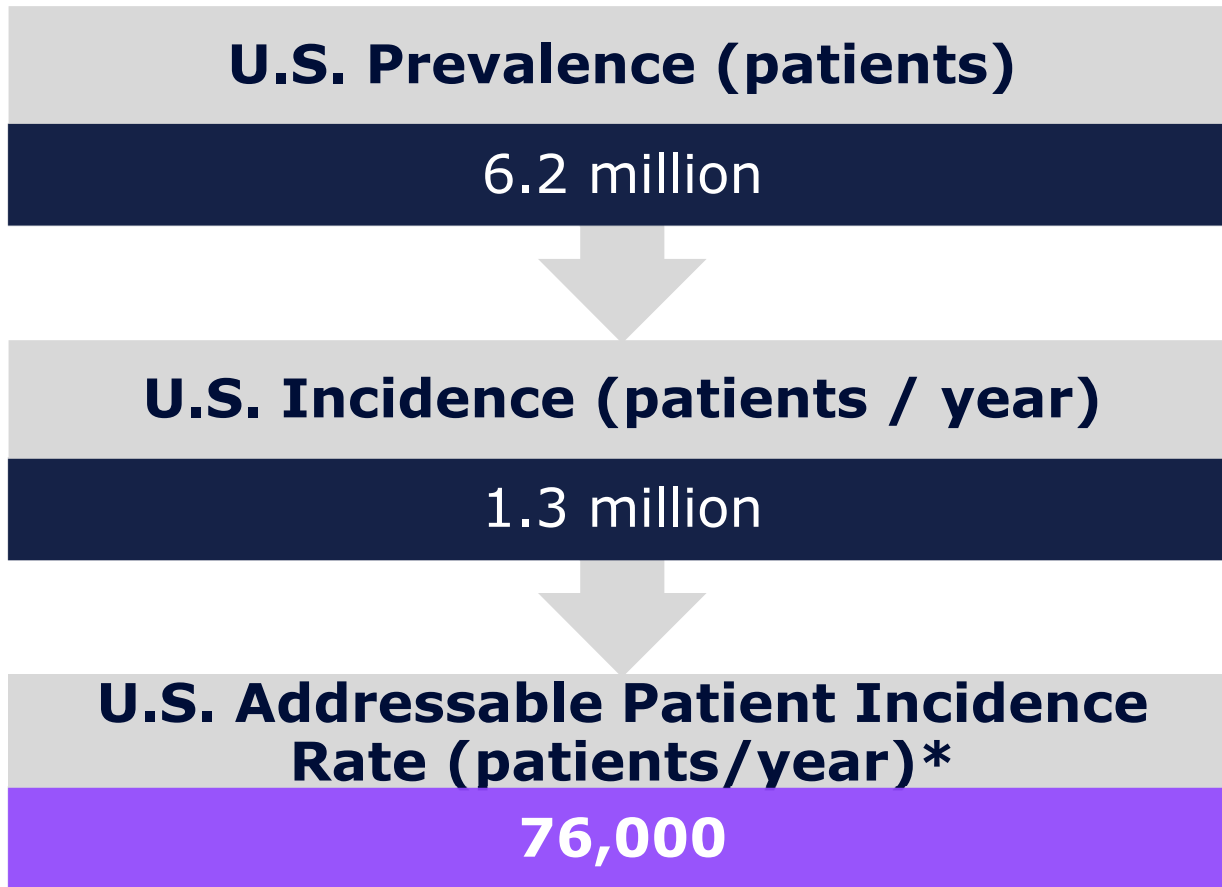 U.S. Prevalence (patients)
6.2 million
U.S. Incidence (patients / year)
1.3 million
U.S. Addressable Patient Incidence
Rate (patients/year)*
76,000